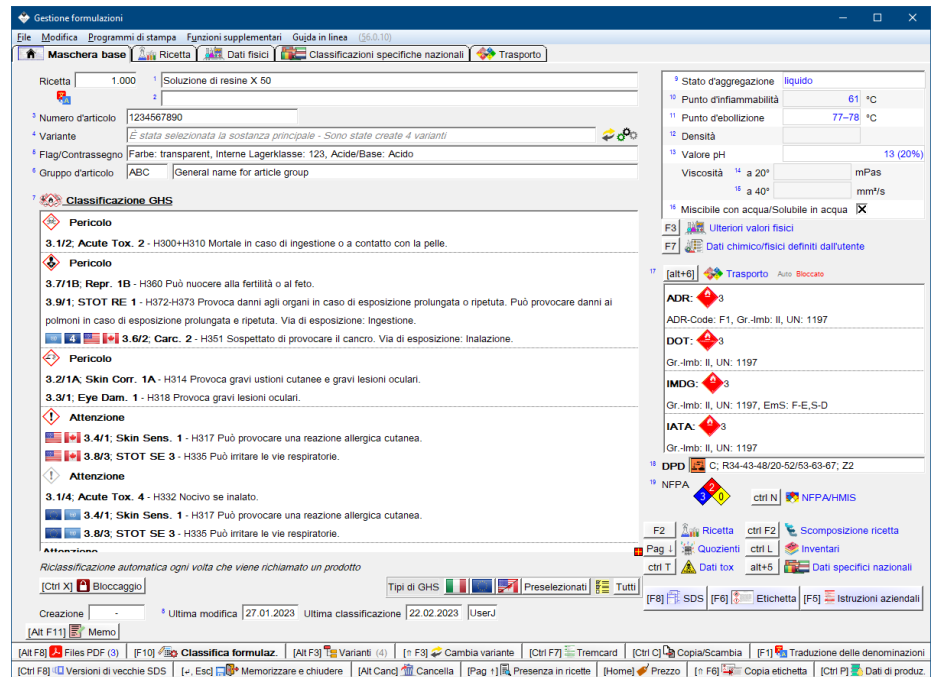 Gestione formulazioni
File Modifica Programmi di stampa Funzioni supplementari Guida in linea (§6.0.10)
Maschera base Ricetta Dati fisici Classificazioni specifiche nazionali Trasporto
Ricetta 1.000 1 Soluzione di resine X 50
2
3 Numero d'articolo 1234567890
4 Variante È stata selezionata la sostanza principale - Sono state create 4 varianti
5 Flag/Contrassegno Farbe: transparent, Interne Lagerklasse: 123, Acide/Base: Acido
6 Gruppo d'articolo ABC General name for article group
7 Classificazione GHS
Pericolo
3.1/2; Acute Tox. 2 - H300+H310 Mortale in caso di ingestione o a contatto con la pelle.
Pericolo
3.7/1B; Repr. 1B - H360 Può nuocere alla fertilità o al feto.
3.9/1; STOT RE 1 - H372-H373 Provoca danni agli organi in caso di esposizione prolungata o ripetuta. Può provocare danni ai
polmoni in caso di esposizione prolungata e ripetuta. Via di esposizione: Ingestione.
4 3.6/2; Carc. 2 - H351 Sospettato di provocare il cancro. Via di esposizione: Inalazione.
Pericolo
3.2/1A; Skin Corr. 1A - H314 Provoca gravi ustioni cutanee e gravi lesioni oculari.
3.3/1; Eye Dam. 1 - H318 Provoca gravi lesioni oculari.
Attenzione
3.4/1; Skin Sens. 1 - H317 Può provocare una reazione allergica cutanea.
3.8/3; STOT SE 3 - H335 Può irritare le vie respiratorie.
Attenzione
3.1/4; Acute Tox. 4 - H332 Nocivo se inalato.
3.4/1; Skin Sens. 1 - H317 Può provocare una reazione allergica cutanea.
3.8/3; STOT SE 3 - H335 Può irritare le vie respiratorie.
Attenzione
Riclassificazione automatica ogni volta che viene richiamato un prodotto
[Ctrl X] Bloccaggio Tipi di GHS Preselezionati Tutti
Creazione - 8 Ultima modifica 27.01.2023 Ultima classificazione 22.02.2023 UserJ
[Alt F11] Memo
9 Stato d'aggregazione liquido
10 Punto d'infiammabilità 61 °C
11 Punto d'ebollizione 77–78 °C
12 Densità
13 Valore pH 13 (20%)
Viscosità 14 a 20° mPas
15 a 40° mm²/s
16 Miscibile con acqua/Solubile in acqua X
F3 Ulteriori valori fisici
F7 Dati chimico/fisici definiti dall'utente
17 [alt+6] Trasporto Auto Bloccato
ADR: 3
ADR-Code: F1, Gr.-Imb: II, UN: 1197
DOT: 3
Gr.-Imb: II, UN: 1197
IMDG: 3
Gr.-Imb: II, UN: 1197, EmS: F-E,S-D
IATA: 3
Gr.-Imb: II, UN: 1197
18 DPD C; R34-43-48/20-52/53-63-67; Z2
19 NFPA 3 2 0 ctrl N NFPA/HMIS
F2 Ricetta ctrl F2 Scomposizione ricetta
Pag ↓ Quozienti ctrl L Inventari
ctrl T Dati tox alt+5 Dati specifici nazionali
[F8] SDS [F6] Etichetta [F5] Istruzioni aziendali
[Alt F8] Files PDF (3) [F10] Classifica formulaz. [Alt F3] Varianti (4) [⇑ F3] Cambia variante [Ctrl F7] Tremcard [Ctrl C] Copia/Scambia [F1] Traduzione delle denominazioni
[Ctrl F8] Versioni di vecchie SDS [↵, Esc] Memorizzare e chiudere [Alt Canc] Cancella [Pag ↑] Presenza in ricette [Home] Prezzo [⇑ F6] Copia etichetta [Ctrl P] Dati di produz.